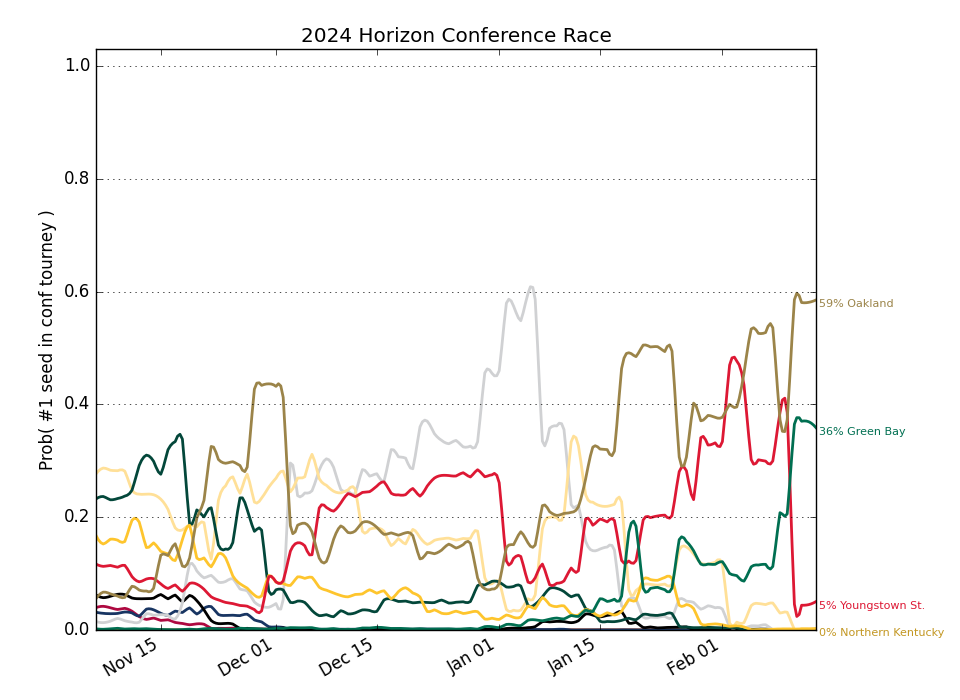 2024 Horizon Conference Race
Prob( #1 seed in conf tourney )
1.0
0.8
0.6
0.4
0.2
0.0
59% Oakland
36% Green Bay
5% Youngstown St.
0% Northern Kentucky
Nov 15
Dec 01
Dec 15
Jan 01
Jan 15
Feb 01